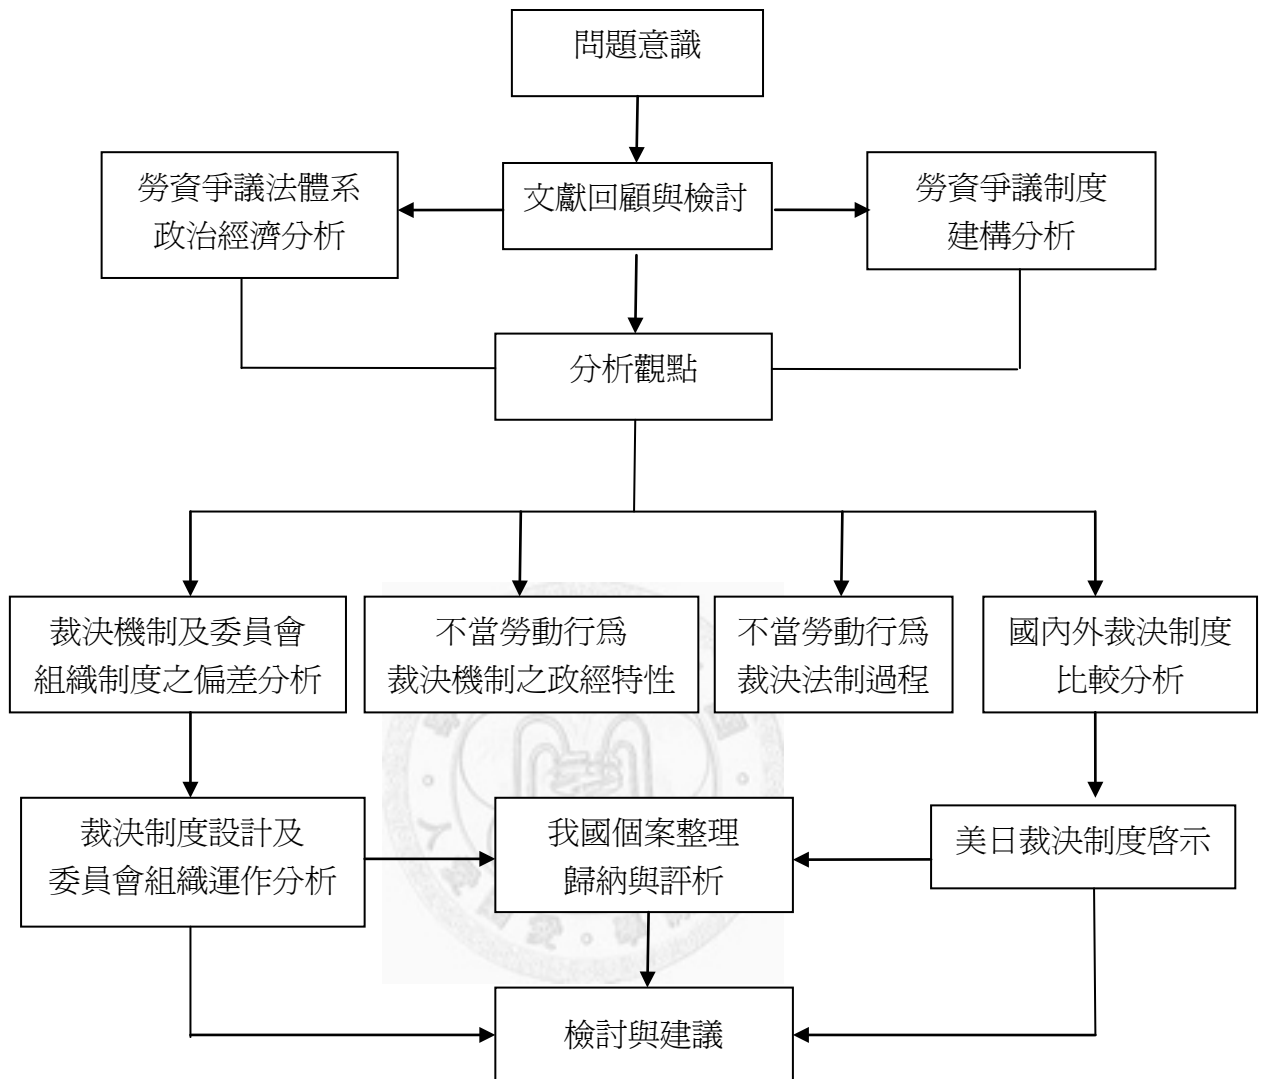 問題意識
勞資爭議法體系
政治經濟分析
文獻回顧與檢討
勞資爭議制度
建構分析
分析觀點
裁決機制及委員會
組織制度之偏差分析
不當勞動行為
裁決機制之政經特性
不當勞動行為
裁決法制過程
國內外裁決制度
比較分析
裁決制度設計及
委員會組織運作分析
我國個案整理
歸納與評析
美日裁決制度啓示
檢討與建議